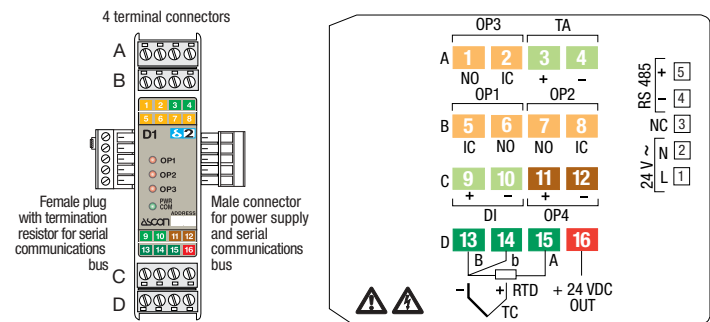 4 terminal connectors
A
B
1 2 3 4
5 6 7 8
D1
OP1
OP2
OP3
PWR
COM
ADDRESS
ascon
9 10 11 12
13 14 15 16
Female plug
with termination
resistor for serial
communications
bus
Male connector
for power supply
and serial
communications
bus
C
D
OP3 TA
A 1 2 3 4
NO IC + −
OP1 OP2
B 5 6 7 8
IC NO NO IC
C 9 10 11 12
+ − + −
DI OP4
D 13 14 15 16
B b A
− + RTD + 24 VDC
OUT
TC
RS 485
+ 5
− 4
NC 3
24 V ~
N 2
L 1